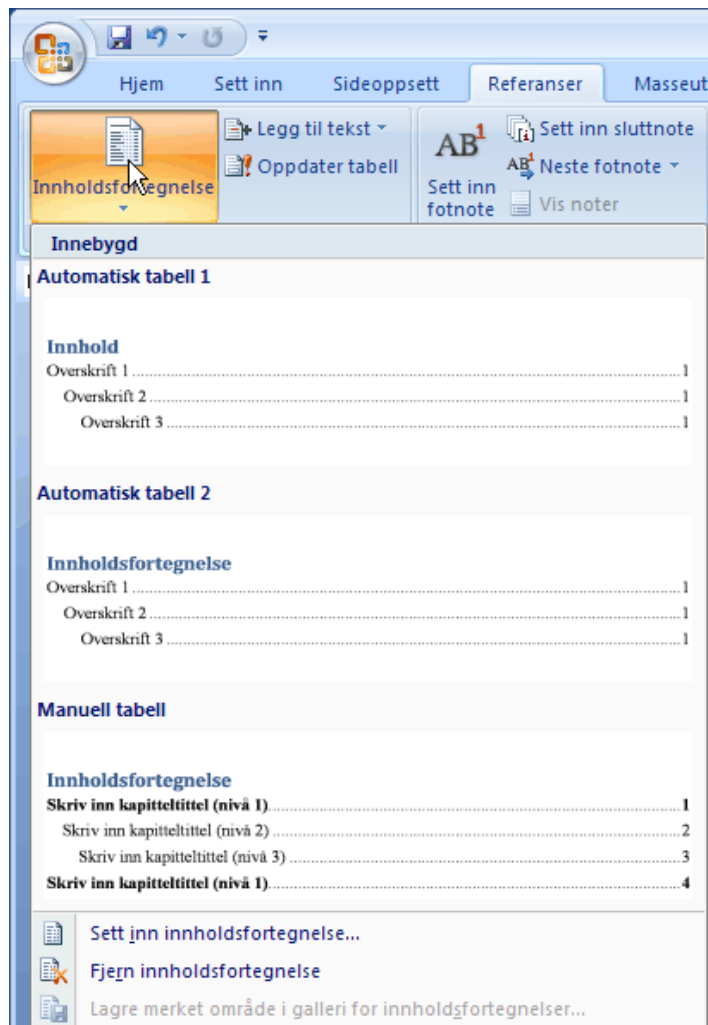 Hjem Sett inn Sideoppsett Referanser Masseut
Innholdsfortegnelse
Legg til tekst
Oppdater tabell
AB1
Sett inn
fotnote
Sett inn sluttnote
AB1 Neste fotnote
Vis noter
Innebygd
Automatisk tabell 1
Innhold
Overskrift 1 ........ 1
Overskrift 2 ........ 1
Overskrift 3 ........ 1
Automatisk tabell 2
Innholdsfortegnelse
Overskrift 1 ........ 1
Overskrift 2 ........ 1
Overskrift 3 ........ 1
Manuell tabell
Innholdsfortegnelse
Skriv inn kapitteltittel (nivå 1) ........ 1
Skriv inn kapitteltittel (nivå 2) ........ 2
Skriv inn kapitteltittel (nivå 3) ........ 3
Skriv inn kapitteltittel (nivå 1) ........ 4
Sett inn innholdsfortegnelse...
Fjern innholdsfortegnelse
Lagre merket område i galleri for innholdsfortegnelser...